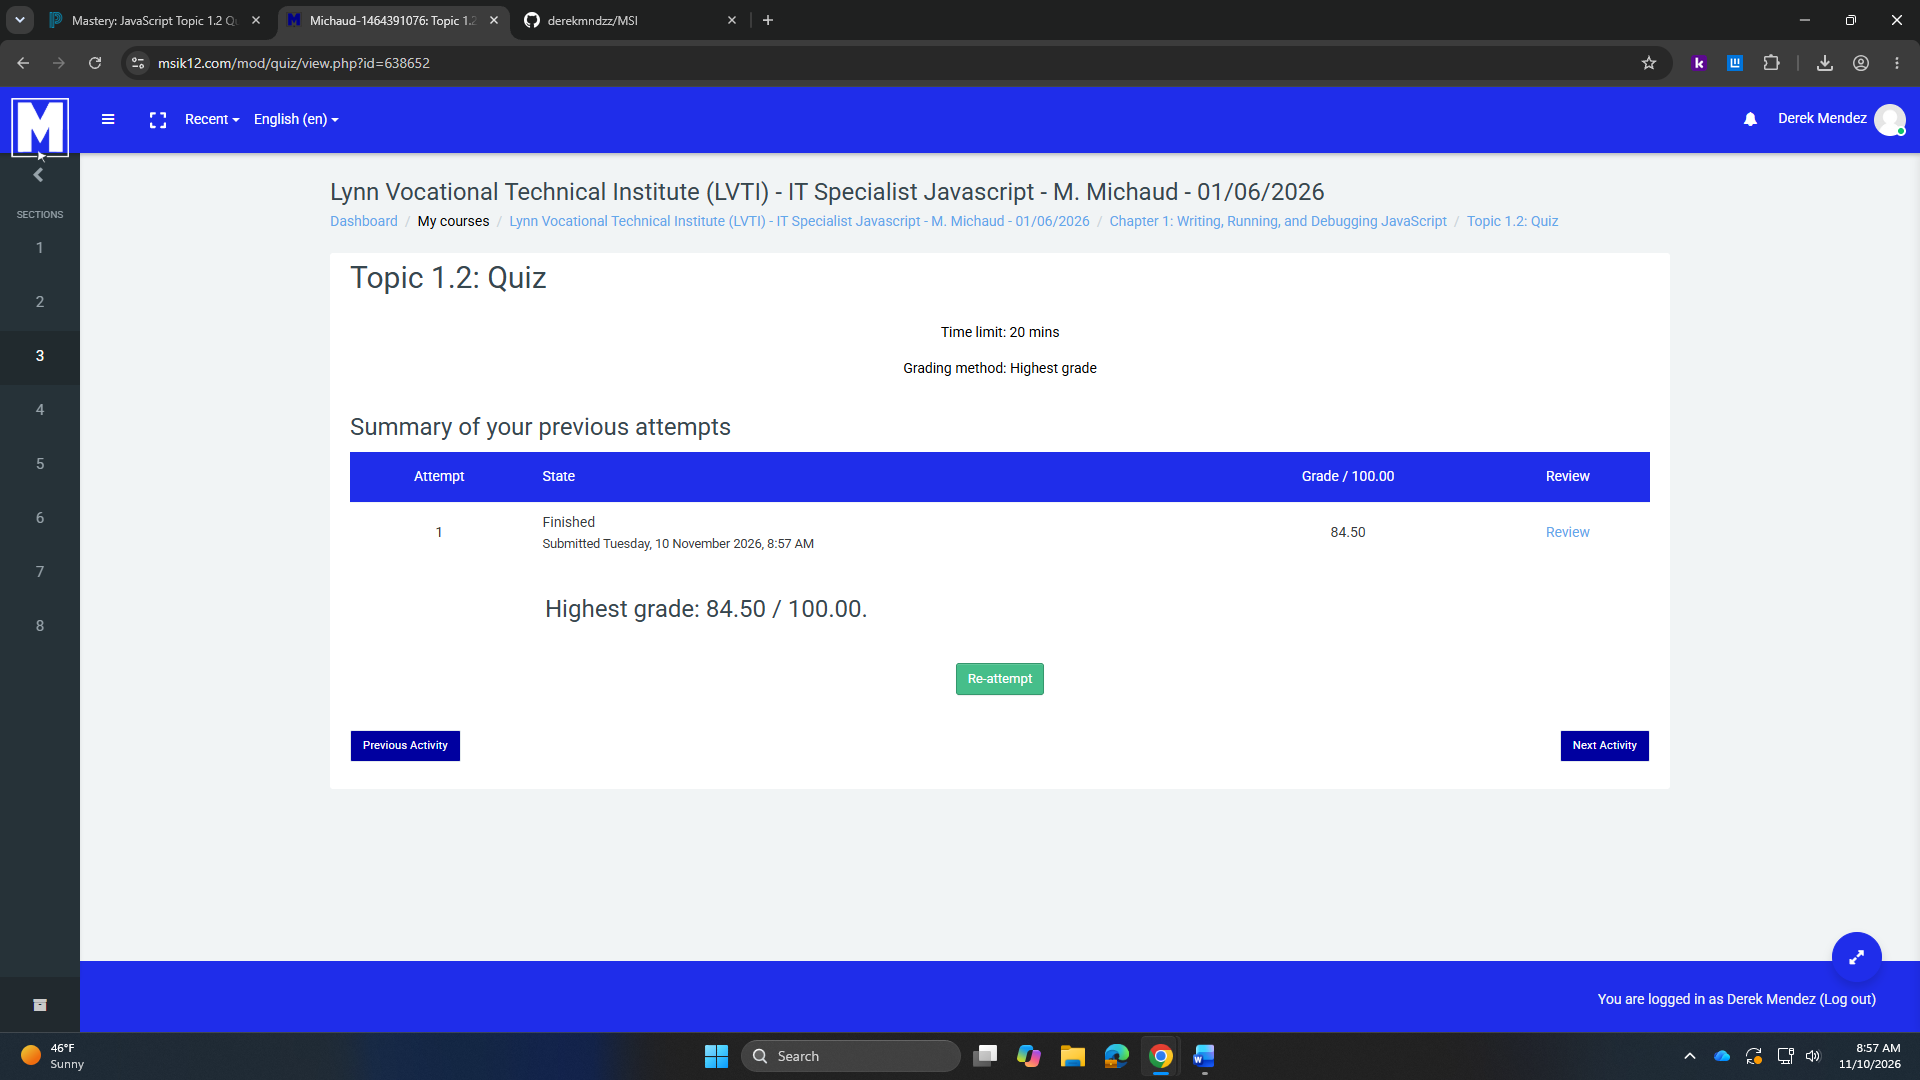 Mastery: JavaScript Topic 1.2 Q
Michaud-1464391076: Topic 1.2
derekmndzz/MSI
msik12.com/mod/quiz/view.php?id=638652
M
Recent
English (en)
Derek Mendez
SECTIONS
1
2
3
4
5
6
7
8
Lynn Vocational Technical Institute (LVTI) - IT Specialist Javascript - M. Michaud - 01/06/2026
Dashboard / My courses / Lynn Vocational Technical Institute (LVTI) - IT Specialist Javascript - M. Michaud - 01/06/2026 / Chapter 1: Writing, Running, and Debugging JavaScript / Topic 1.2: Quiz
Topic 1.2: Quiz
Time limit: 20 mins
Grading method: Highest grade
Summary of your previous attempts
Attempt State Grade / 100.00 Review
Finished
1 84.50 Review
Submitted Tuesday, 10 November 2026, 8:57 AM
Highest grade: 84.50 / 100.00.
Re-attempt
Previous Activity
Next Activity
You are logged in as Derek Mendez (Log out)
46°F
Sunny
Search
8:57 AM
11/10/2026